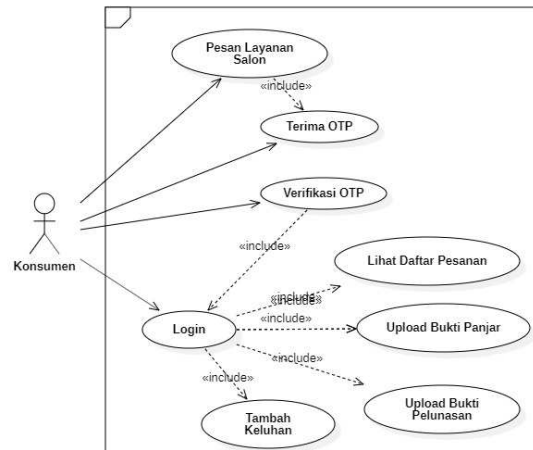 Pesan Layanan
Salon
«include»
Terima OTP
Verifikasi OTP
Konsumen
«include»
Lihat Daftar Pesanan
«include»
«include»
Login
Upload Bukti Panjar
«include»
«include»
Tambah
Keluhan
Upload Bukti
Pelunasan